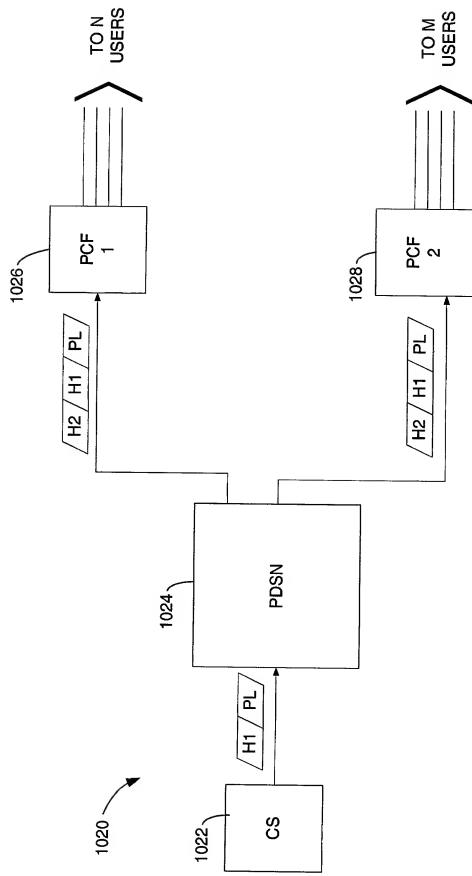 1020
1022
CS
H1 PL
1024
PDSN
H2 H1 PL
1026
PCF
1
TO N
USERS
H2 H1 PL
1028
PCF
2
TO M
USERS